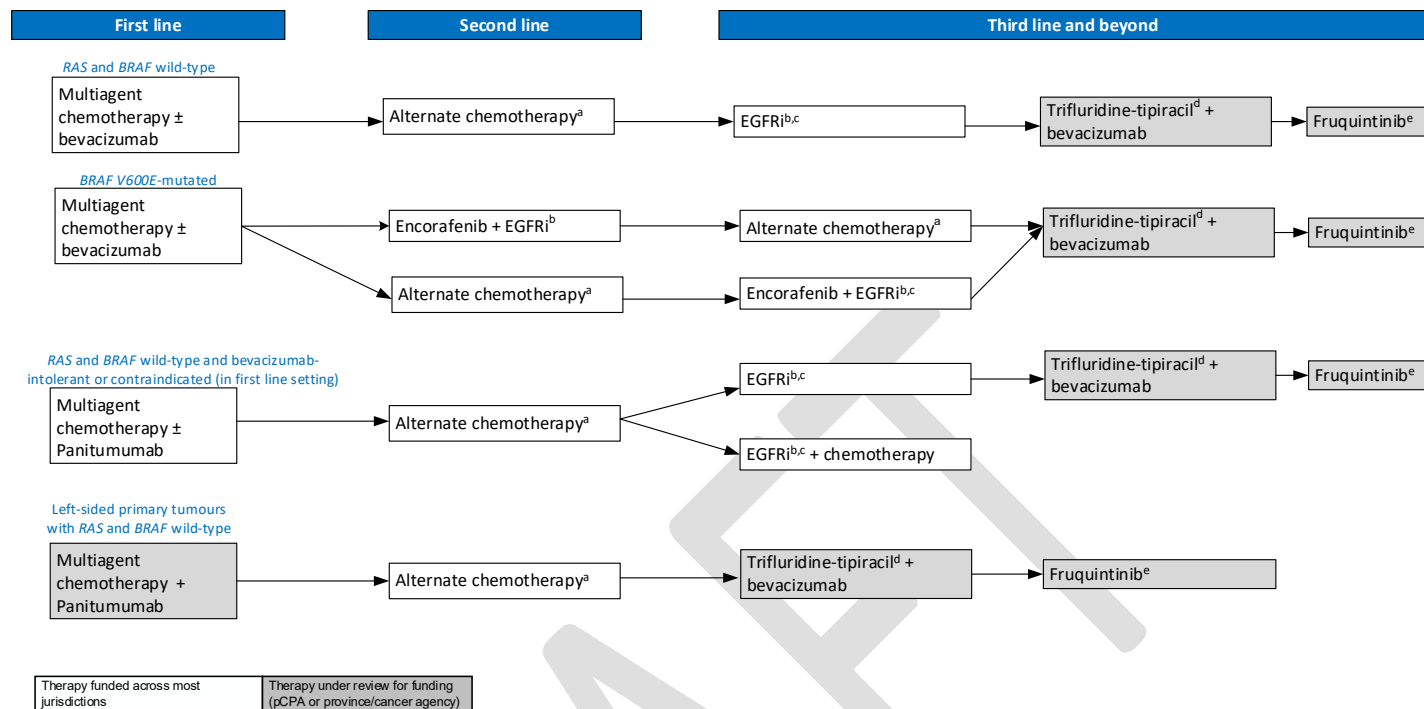 First line
Second line
Third line and beyond
RAS and BRAF wild-type
Multiagent
chemotherapy ±
bevacizumab
Alternate chemotherapyᵃ
EGFRiᵇ,ᶜ
Trifluridine-tipiracilᵈ +
bevacizumab
Fruquintinibᵉ
BRAF V600E-mutated
Multiagent
chemotherapy ±
bevacizumab
Encorafenib + EGFRiᵇ
Alternate chemotherapyᵃ
Trifluridine-tipiracilᵈ +
bevacizumab
Fruquintinibᵉ
Alternate chemotherapyᵃ
Encorafenib + EGFRiᵇ,ᶜ
RAS and BRAF wild-type and bevacizumab-
intolerant or contraindicated (in first line setting)
Multiagent
chemotherapy ±
Panitumumab
Alternate chemotherapyᵃ
EGFRiᵇ,ᶜ
Trifluridine-tipiracilᵈ +
bevacizumab
Fruquintinibᵉ
EGFRiᵇ,ᶜ + chemotherapy
Left-sided primary tumours
with RAS and BRAF wild-type
Multiagent
chemotherapy +
Panitumumab
Alternate chemotherapyᵃ
Trifluridine-tipiracilᵈ +
bevacizumab
Fruquintinibᵉ
Therapy funded across most
jurisdictions
Therapy under review for funding
(pCPA or province/cancer agency)